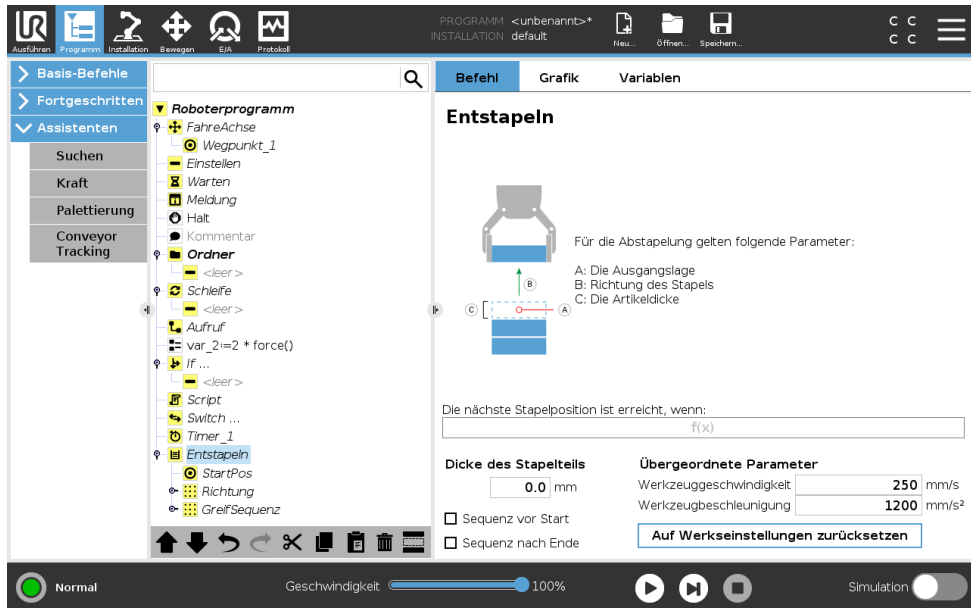 UR
PROGRAMM <unbenannt>*
INSTALLATION default
Ausführen Programm Installation Bewegen E/A Protokoll
Neu... Öffnen... Speichern...
C C
C C
Basis-Befehle
Fortgeschritten
Assistenten
Suchen
Kraft
Palettierung
Conveyor
Tracking
Roboterprogramm
FahreAchse
Wegpunkt_1
Einstellen
Warten
Meldung
Halt
Kommentar
Ordner
<leer>
Schleife
<leer>
Aufruf
var_2:=2 * force()
If ...
<leer>
Script
Switch ...
Timer_1
Entstapeln
StartPos
Richtung
GreifSequenz
Befehl Grafik Variablen
Entstapeln
Für die Abstapelung gelten folgende Parameter:
A: Die Ausgangslage
B: Richtung des Stapels
C: Die Artikeldicke
B
C
A
Die nächste Stapelposition ist erreicht, wenn:
f(x)
Dicke des Stapelteils
0.0 mm
Sequenz vor Start
Sequenz nach Ende
Übergeordnete Parameter
Werkzeuggeschwindigkeit 250 mm/s
Werkzeugbeschleunigung 1200 mm/s²
Auf Werkseinstellungen zurücksetzen
Normal
Geschwindigkeit 100%
Simulation